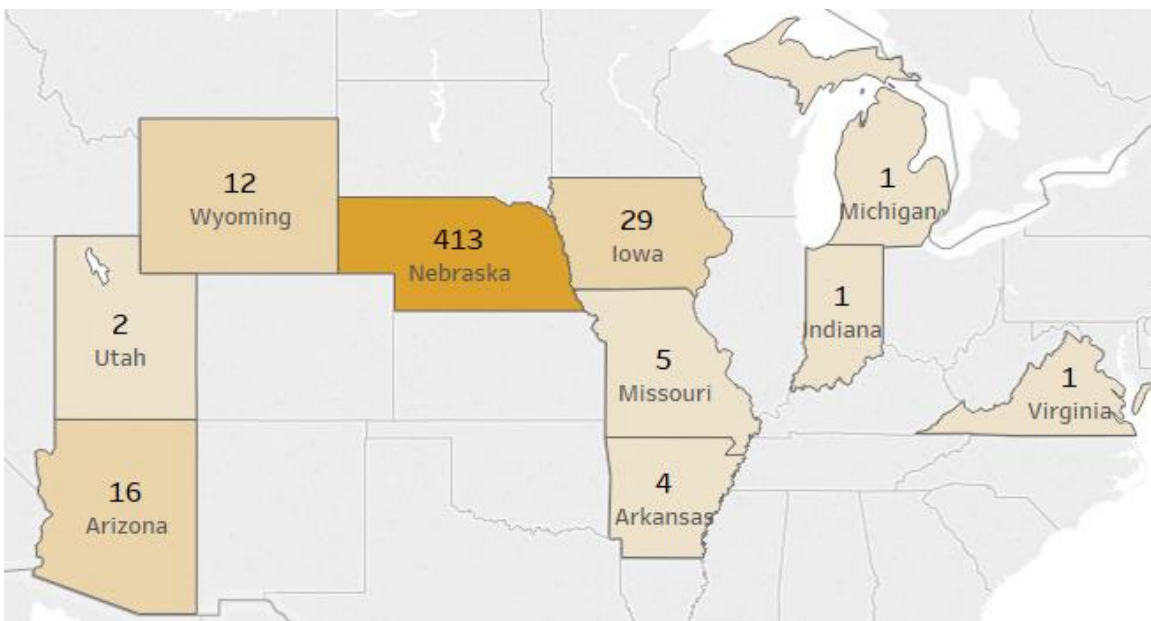 12
Wyoming
413
Nebraska
29
Iowa
1
Michigan
2
Utah
5
Missouri
1
Indiana
1
Virginia
16
Arizona
4
Arkansas